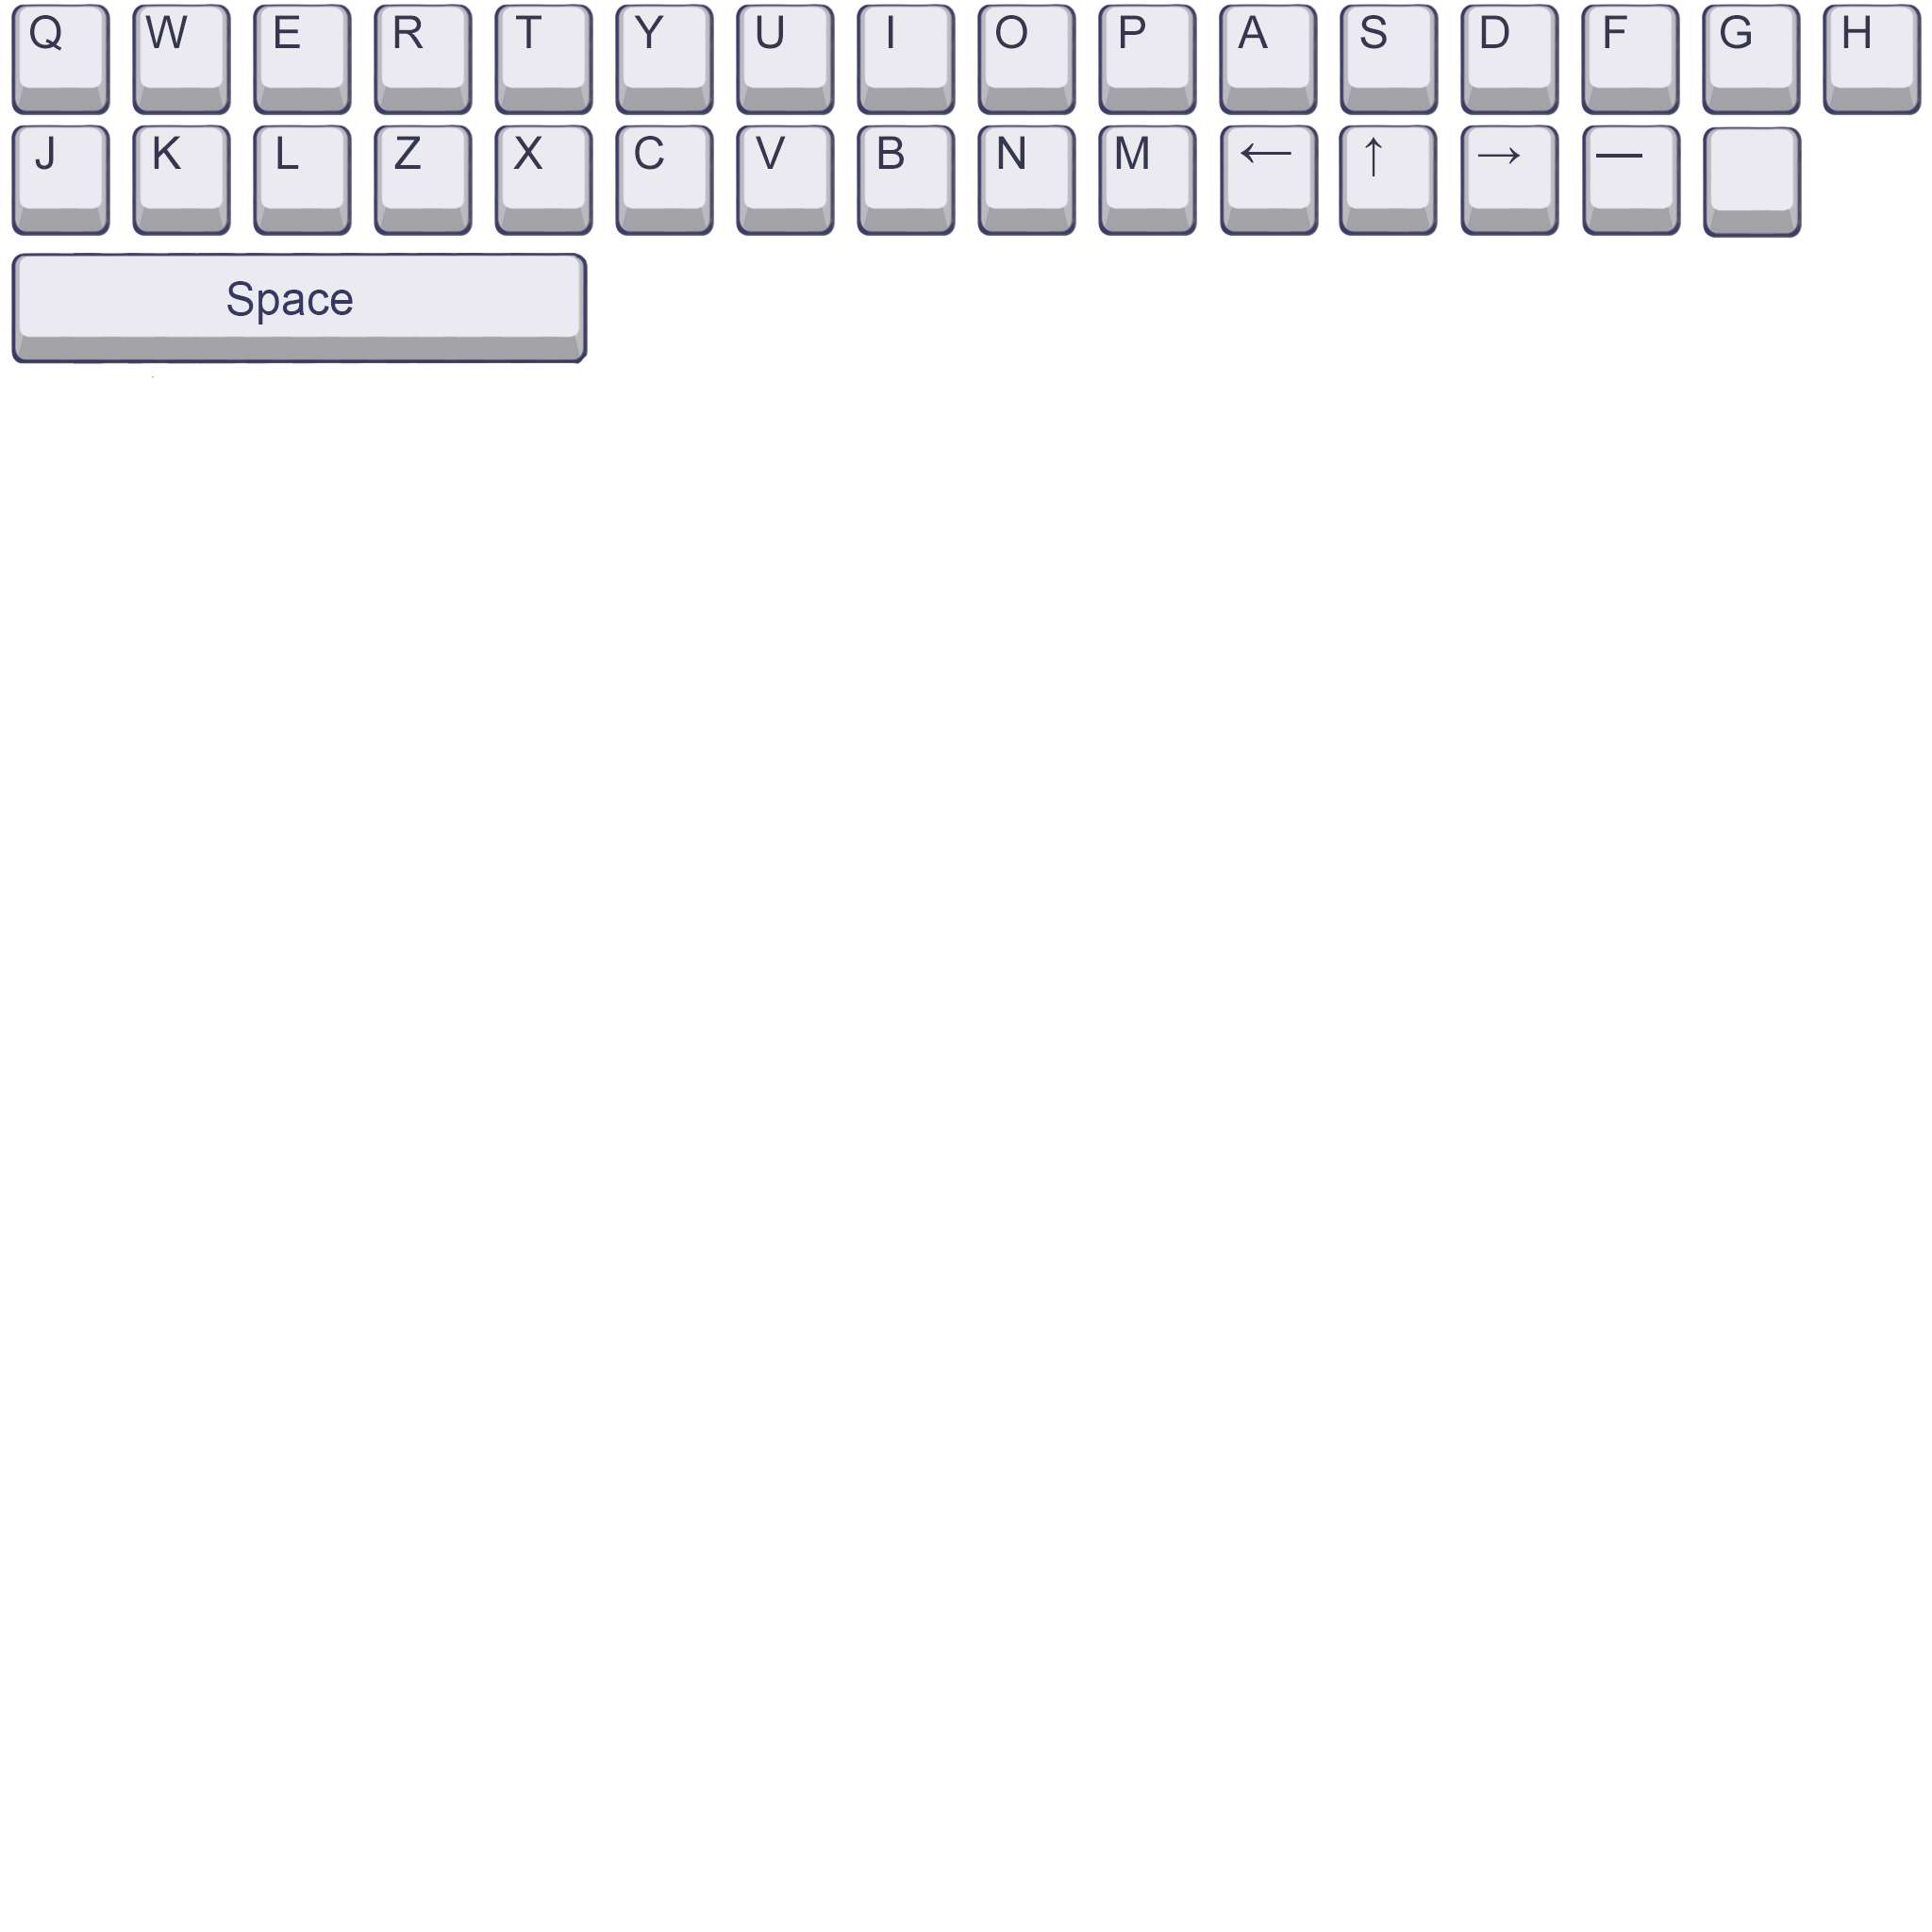 Q W E R T Y U I O P A S D F G H
J K L Z X C V B N M ← ↑ → —
Space